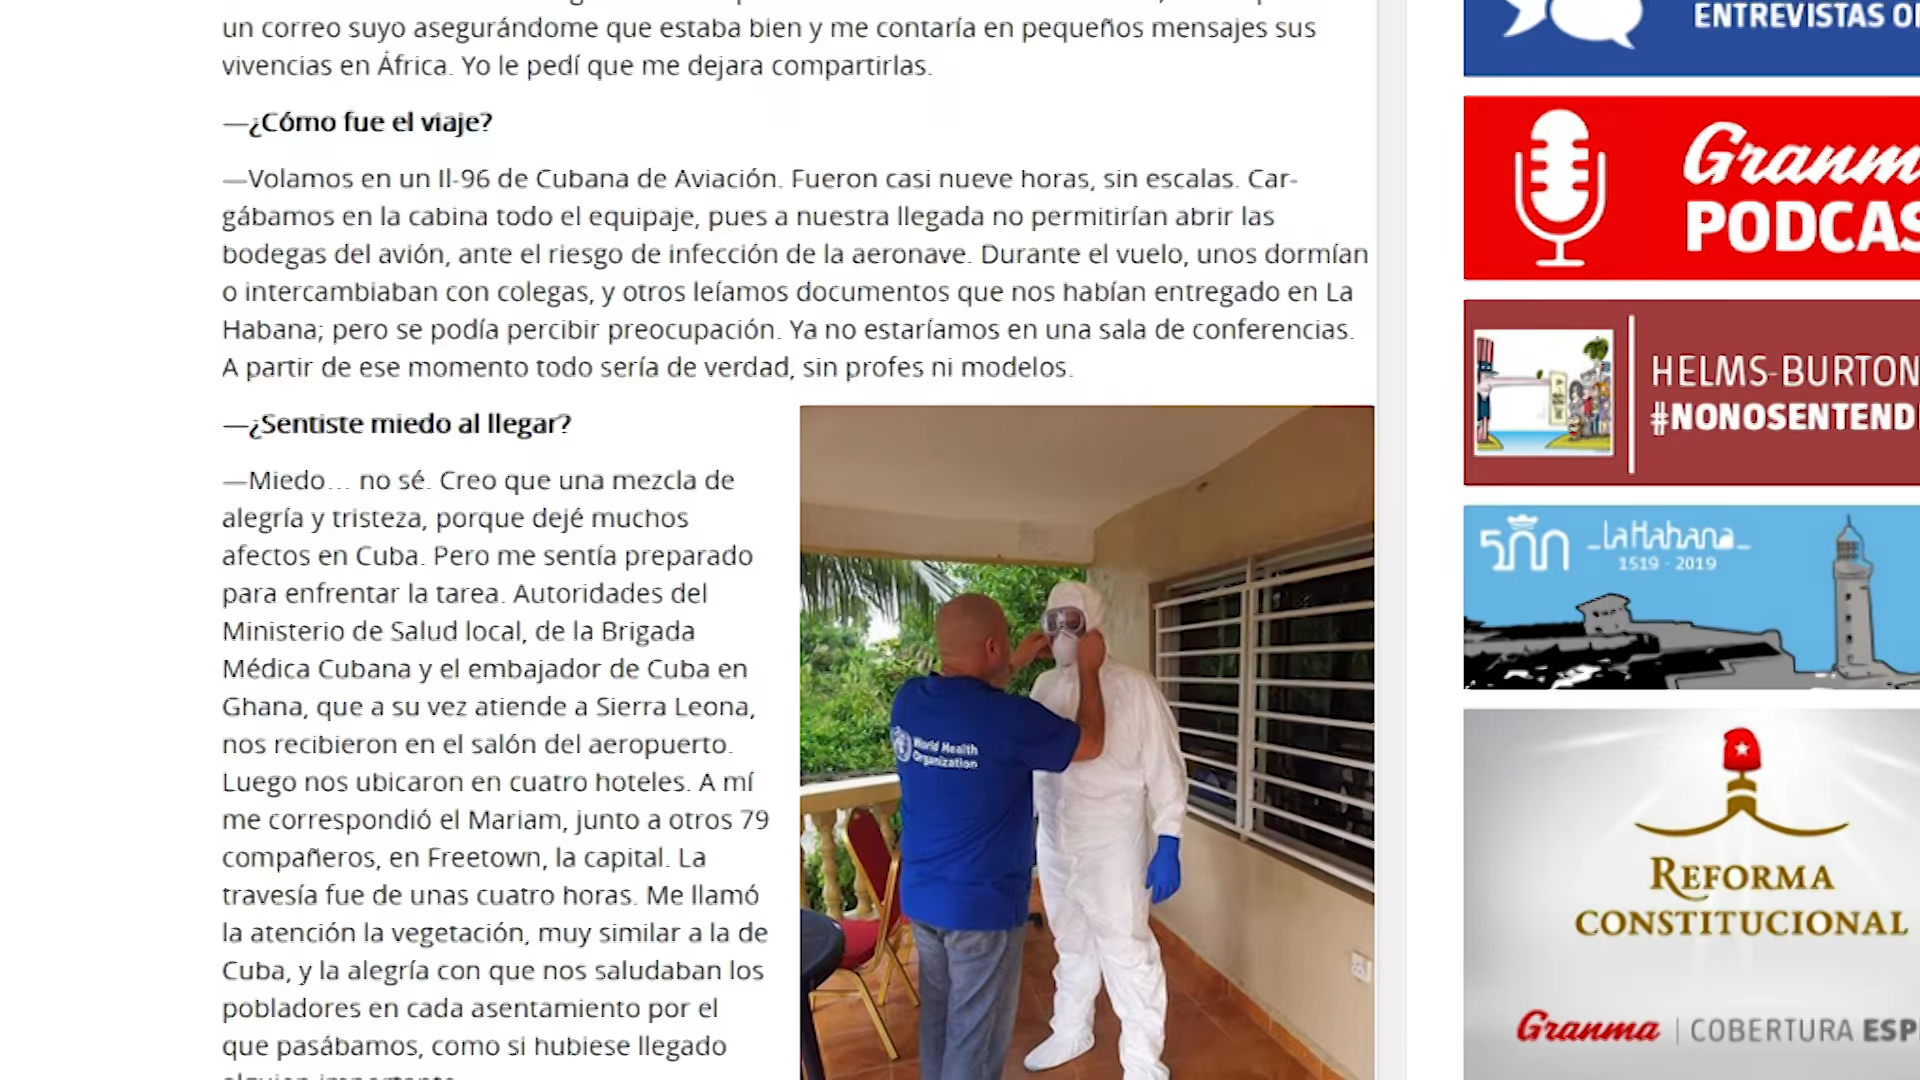 un correo suyo asegurándome que estaba bien y me contaría en pequeños mensajes sus
vivencias en África. Yo le pedí que me dejara compartirlas.
—¿Cómo fue el viaje?
—Volamos en un Il-96 de Cubana de Aviación. Fueron casi nueve horas, sin escalas. Car-
gábamos en la cabina todo el equipaje, pues a nuestra llegada no permitirían abrir las
bodegas del avión, ante el riesgo de infección de la aeronave. Durante el vuelo, unos dormían
o intercambiaban con colegas, y otros leíamos documentos que nos habían entregado en La
Habana; pero se podía percibir preocupación. Ya no estaríamos en una sala de conferencias.
A partir de ese momento todo sería de verdad, sin profes ni modelos.
—¿Sentiste miedo al llegar?
—Miedo… no sé. Creo que una mezcla de
alegría y tristeza, porque dejé muchos
afectos en Cuba. Pero me sentía preparado
para enfrentar la tarea. Autoridades del
Ministerio de Salud local, de la Brigada
Médica Cubana y el embajador de Cuba en
Ghana, que a su vez atiende a Sierra Leona,
nos recibieron en el salón del aeropuerto.
Luego nos ubicaron en cuatro hoteles. A mí
me correspondió el Mariam, junto a otros 79
compañeros, en Freetown, la capital. La
travesía fue de unas cuatro horas. Me llamó
la atención la vegetación, muy similar a la de
Cuba, y la alegría con que nos saludaban los
pobladores en cada asentamiento por el
que pasábamos, como si hubiese llegado
World Health
Organization
ENTREVISTAS
Granm
PODCAS
HELMS-BURTON
#NONOSENTEND
500 La Habana
1519 - 2019
REFORMA
CONSTITUCIONAL
Granma | COBERTURA ESP